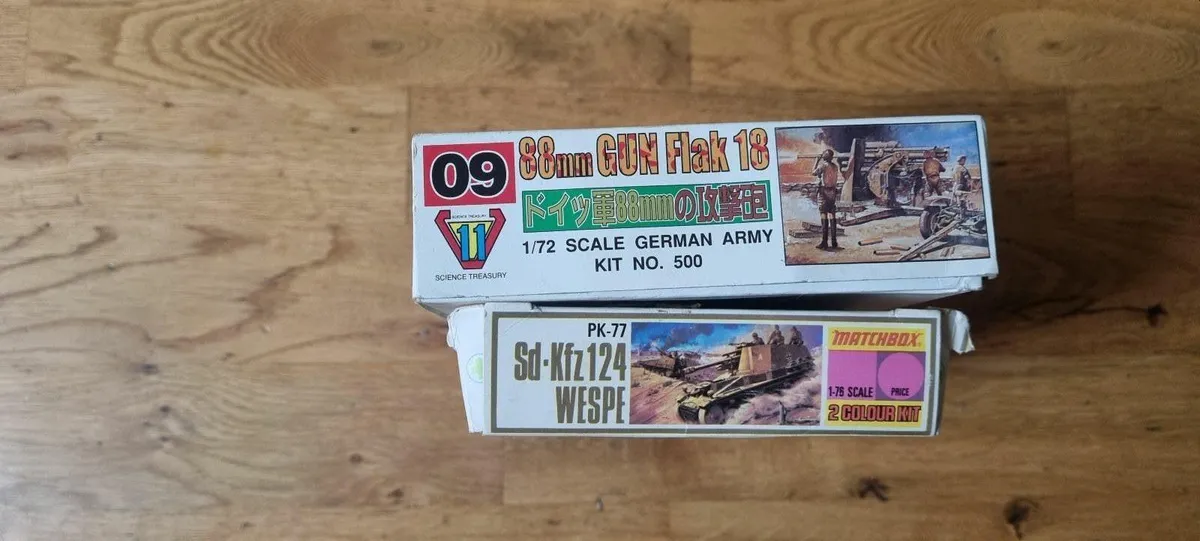 09
88mm GUN Flak 18
ドイツ軍88mmの攻撃砲
1/72 SCALE GERMAN ARMY
KIT NO. 500
SCIENCE TREASURY
11
SCIENCE TREASURY
PK-77
Sd·Kfz124
WESPE
MATCHBOX
1-76 SCALE
PRICE
2 COLOUR KIT